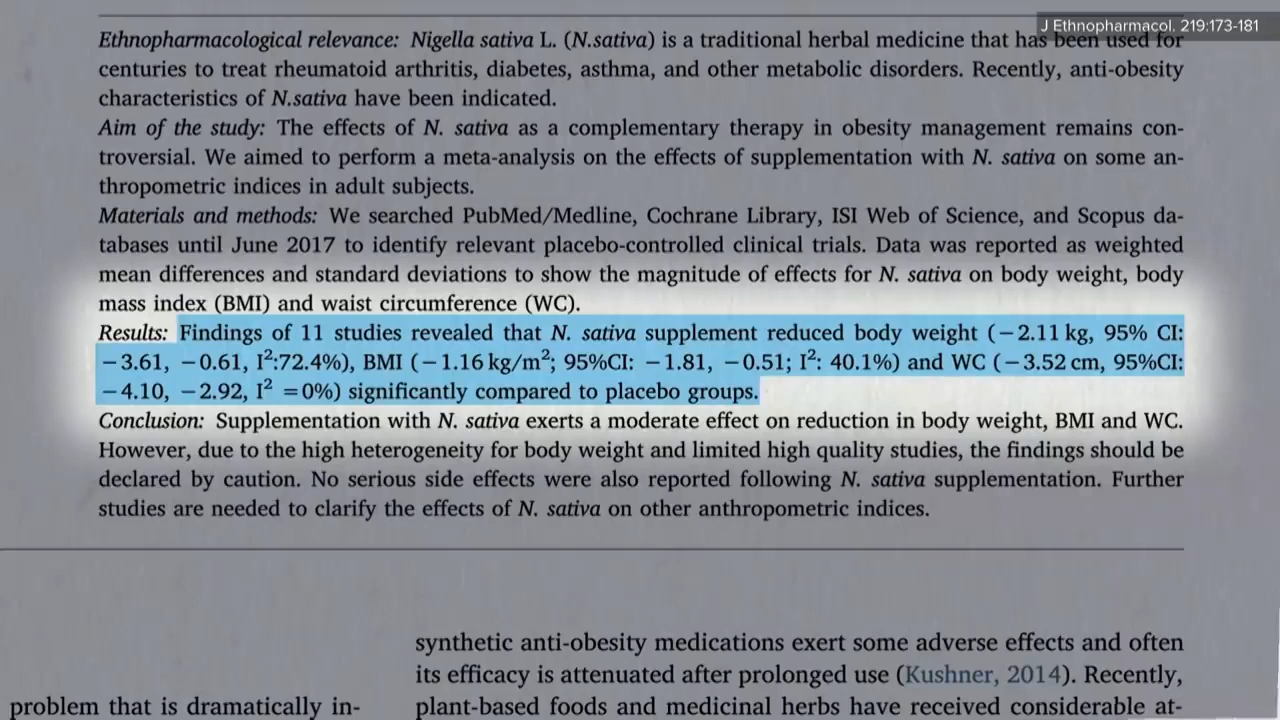 J Ethnopharmacol. 219:173-181
Ethnopharmacological relevance: Nigella sativa L. (N.sativa) is a traditional herbal medicine that has been used for
centuries to treat rheumatoid arthritis, diabetes, asthma, and other metabolic disorders. Recently, anti-obesity
characteristics of N.sativa have been indicated.
Aim of the study: The effects of N. sativa as a complementary therapy in obesity management remains con-
troversial. We aimed to perform a meta-analysis on the effects of supplementation with N. sativa on some an-
thropometric indices in adult subjects.
Materials and methods: We searched PubMed/Medline, Cochrane Library, ISI Web of Science, and Scopus da-
tabases until June 2017 to identify relevant placebo-controlled clinical trials. Data was reported as weighted
mean differences and standard deviations to show the magnitude of effects for N. sativa on body weight, body
mass index (BMI) and waist circumference (WC).
Results: Findings of 11 studies revealed that N. sativa supplement reduced body weight (−2.11 kg, 95% CI:
−3.61, −0.61, I²:72.4%), BMI (−1.16 kg/m²; 95%CI: −1.81, −0.51; I²: 40.1%) and WC (−3.52 cm, 95%CI:
−4.10, −2.92, I² =0%) significantly compared to placebo groups.
Conclusion: Supplementation with N. sativa exerts a moderate effect on reduction in body weight, BMI and WC.
However, due to the high heterogeneity for body weight and limited high quality studies, the findings should be
declared by caution. No serious side effects were also reported following N. sativa supplementation. Further
studies are needed to clarify the effects of N. sativa on other anthropometric indices.
problem that is dramatically in-
synthetic anti-obesity medications exert some adverse effects and often
its efficacy is attenuated after prolonged use (Kushner, 2014). Recently,
plant-based foods and medicinal herbs have received considerable at-